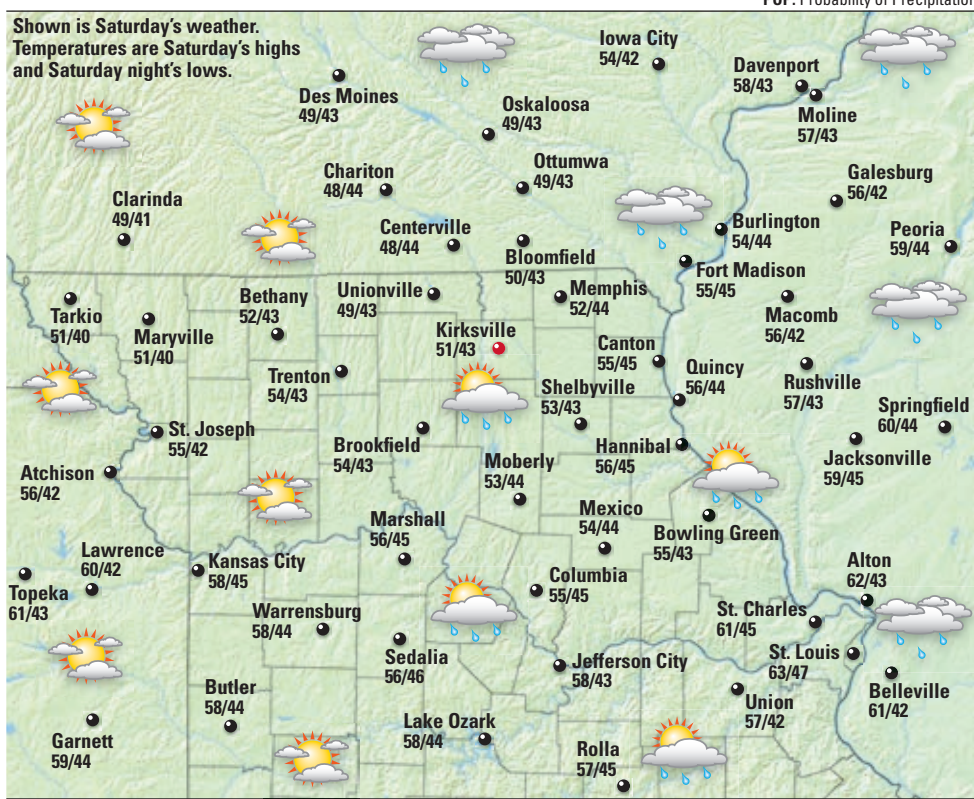 POP: Probability of Precipitation
Shown is Saturday's weather.
Temperatures are Saturday's highs
and Saturday night's lows.
Iowa City
54/42
Davenport
58/43
Des Moines
49/43
Moline
57/43
Oskaloosa
49/43
Ottumwa
49/43
Chariton
48/44
Galesburg
56/42
Clarinda
49/41
Centerville
48/44
Burlington
54/44
Peoria
59/44
Bloomfield
50/43
Fort Madison
55/45
Tarkio
51/40
Maryville
51/40
Bethany
52/43
Unionville
49/43
Memphis
52/44
Macomb
56/42
Kirksville
51/43
Canton
55/45
Quincy
56/44
Trenton
54/43
Shelbyville
53/43
Rushville
57/43
Springfield
60/44
St. Joseph
55/42
Brookfield
54/43
Hannibal
56/45
Jacksonville
59/45
Atchison
56/42
Moberly
53/44
Mexico
54/44
Bowling Green
55/43
Marshall
56/45
Lawrence
60/42
Kansas City
58/45
Topeka
61/43
Columbia
55/45
Alton
62/43
Warrensburg
58/44
St. Charles
61/45
Sedalia
56/46
Jefferson City
58/43
St. Louis
63/47
Belleville
61/42
Butler
58/44
Union
57/42
Garnett
59/44
Lake Ozark
58/44
Rolla
57/45